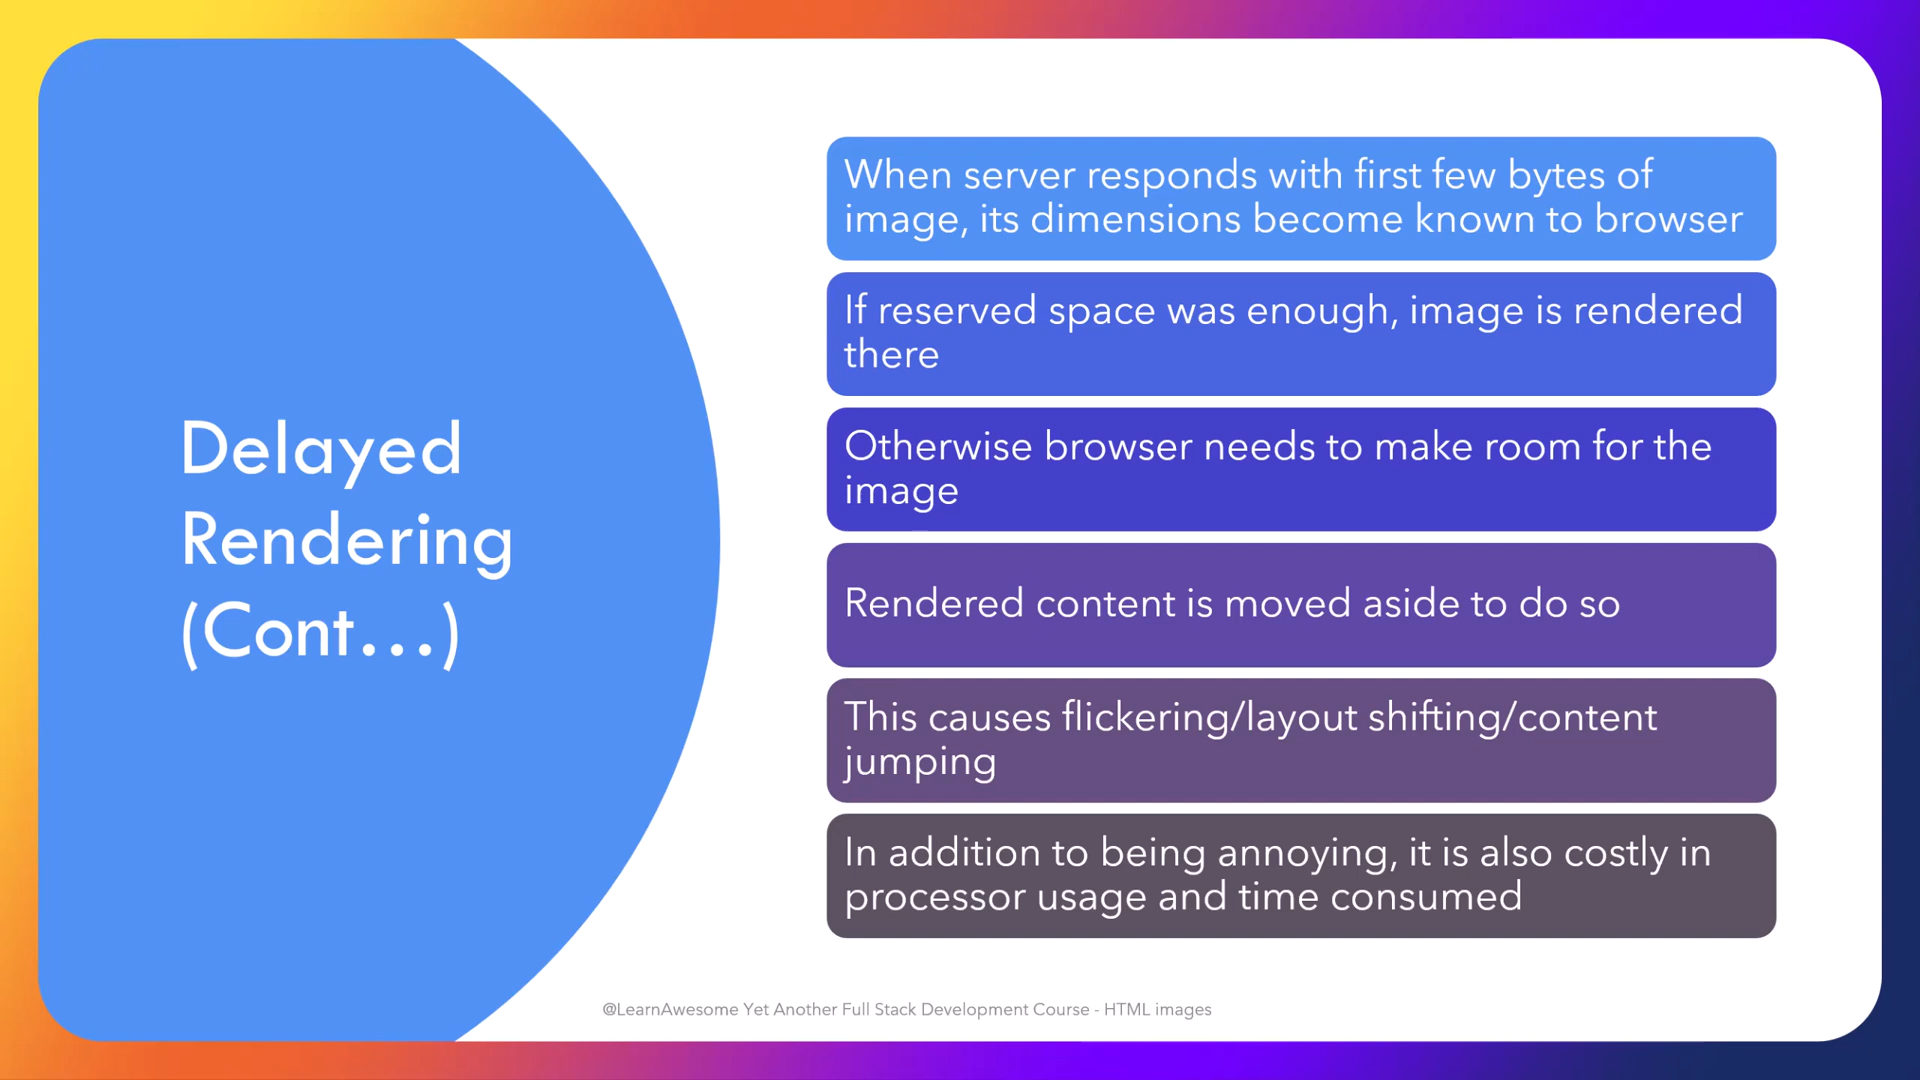 Delayed
Rendering
(Cont...)
When server responds with first few bytes of
image, its dimensions become known to browser
If reserved space was enough, image is rendered
there
Otherwise browser needs to make room for the
image
Rendered content is moved aside to do so
This causes flickering/layout shifting/content
jumping
In addition to being annoying, it is also costly in
processor usage and time consumed
@LearnAwesome Yet Another Full Stack Development Course - HTML images